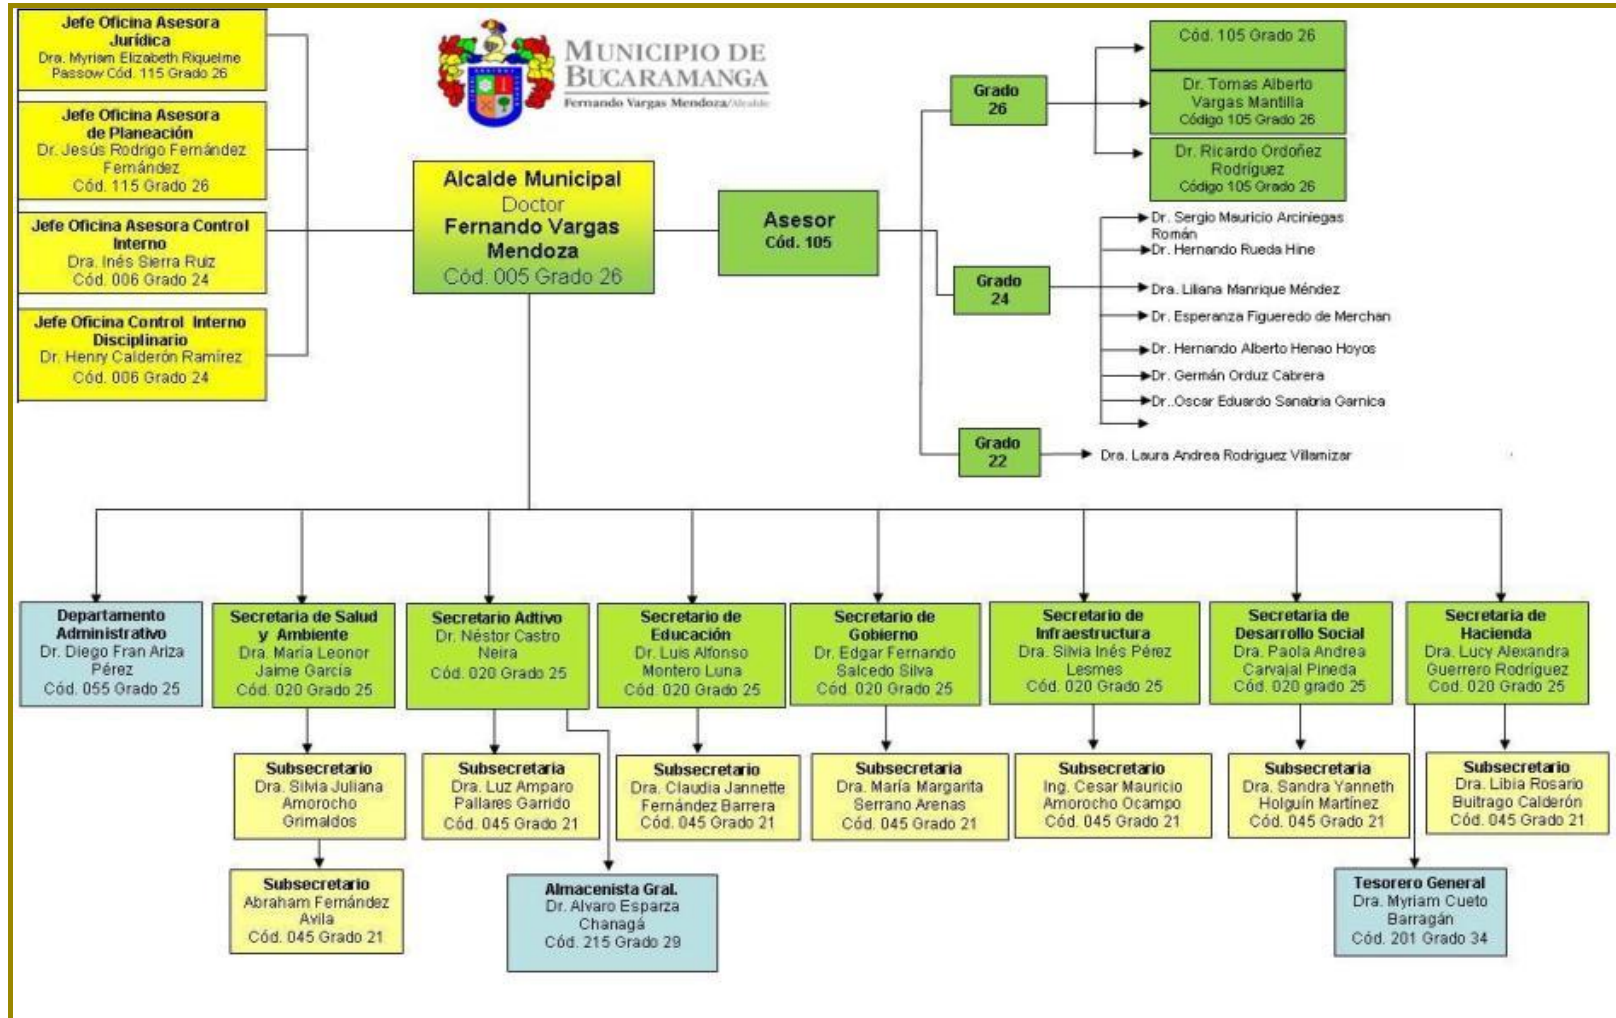 Jefe Oficina Asesora
Jurídica
Dra. Myriam Elizabeth Riquelme
Passow Cód. 115 Grado 26
Jefe Oficina Asesora
de Planeación
Dr. Jesús Rodrigo Fernández
Fernández
Cód. 115 Grado 26
Jefe Oficina Asesora Control
Interno
Dra. Inés Sierra Ruiz
Cód. 006 Grado 24
Jefe Oficina Control Interno
Disciplinario
Dr. Henry Calderón Ramírez
Cód. 006 Grado 24
MUNICIPIO DE
BUCARAMANGA
Fernando Vargas Mendoza/Alcalde
Alcalde Municipal
Doctor
Fernando Vargas
Mendoza
Cód. 005 Grado 26
Asesor
Cód. 105
Grado
26
Cód. 105 Grado 26
Dr. Tomas Alberto
Vargas Mantilla
Código 105 Grado 26
Dr. Ricardo Ordoñez
Rodríguez
Código 105 Grado 26
Grado
24
Dr. Sergio Mauricio Arciniegas
Román
Dr. Hernando Rueda Hine
Dra. Liliana Manrique Méndez
Dr. Esperanza Figueredo de Merchan
Dr. Hernando Alberto Henao Hoyos
Dr. Germán Orduz Cabrera
Dr..Oscar Eduardo Sanabria Garnica
Grado
22
Dra. Laura Andrea Rodriguez Villamizar
Departamento
Administrativo
Dr. Diego Fran Ariza
Pérez
Cód. 055 Grado 25
Secretaria de Salud
y Ambiente
Dra. María Leonor
Jaime García
Cód. 020 Grado 25
Secretario Adtivo
Dr. Néstor Castro
Neira
Cód. 020 Grado 25
Secretario de
Educación
Dr. Luis Alfonso
Montero Luna
Cód. 020 Grado 25
Secretario de
Gobierno
Dr. Edgar Fernando
Salcedo Silva
Cód. 020 Grado 25
Secretario de
Infraestructura
Dra. Silvia Inés Pérez
Lesmes
Cód. 020 Grado 25
Secretaria de
Desarrollo Social
Dra. Paola Andrea
Carvajal Pineda
Cód. 020 grado 25
Secretaria de
Hacienda
Dra. Lucy Alexandra
Guerrero Rodríguez
Cód. 020 Grado 25
Subsecretario
Dra. Silvia Juliana
Amorocho
Grimaldos
Subsecretaria
Dra. Luz Amparo
Pallares Garrido
Cód. 045 Grado 21
Subsecretario
Dra. Claudia Jannette
Fernández Barrera
Cód. 045 Grado 21
Subsecretaria
Dra. María Margarita
Serrano Arenas
Cód. 045 Grado 21
Subsecretario
Ing. Cesar Mauricio
Amorocho Ocampo
Cód. 045 Grado 21
Subsecretaria
Dra. Sandra Yanneth
Holguín Martínez
Cód. 045 Grado 21
Subsecretario
Dra. Libia Rosario
Buitrago Calderón
Cód. 045 Grado 21
Subsecretario
Abraham Fernández
Avila
Cód. 045 Grado 21
Almacenista Gral.
Dr. Alvaro Esparza
Chanagá
Cód. 215 Grado 29
Tesorero General
Dra. Myriam Cueto
Barragán
Cód. 201 Grado 34